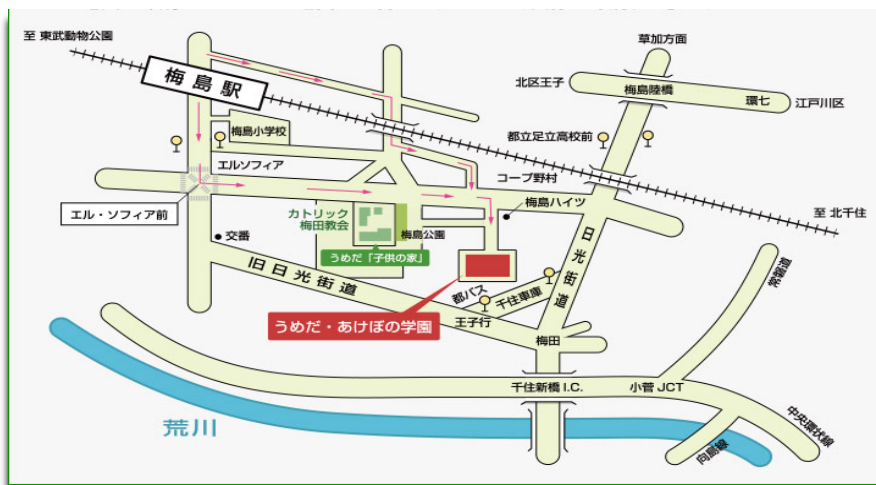 至 東武動物公園
草加方面
梅島駅
北区王子
梅島陸橋
環七
江戸川区
梅島小学校
都立足立高校前
エルソフィア
コープ野村
エル・ソフィア前
カトリック
梅田教会
梅島ハイツ
至 北千住
交番
梅島公園
うめだ「子供の家」
日光街道
旧日光街道
都バス
千住車庫
常磐道
うめだ・あけぼの学園
王子行
梅田
千住新橋 I.C.
小菅 JCT
荒川
中央環状線
向島線